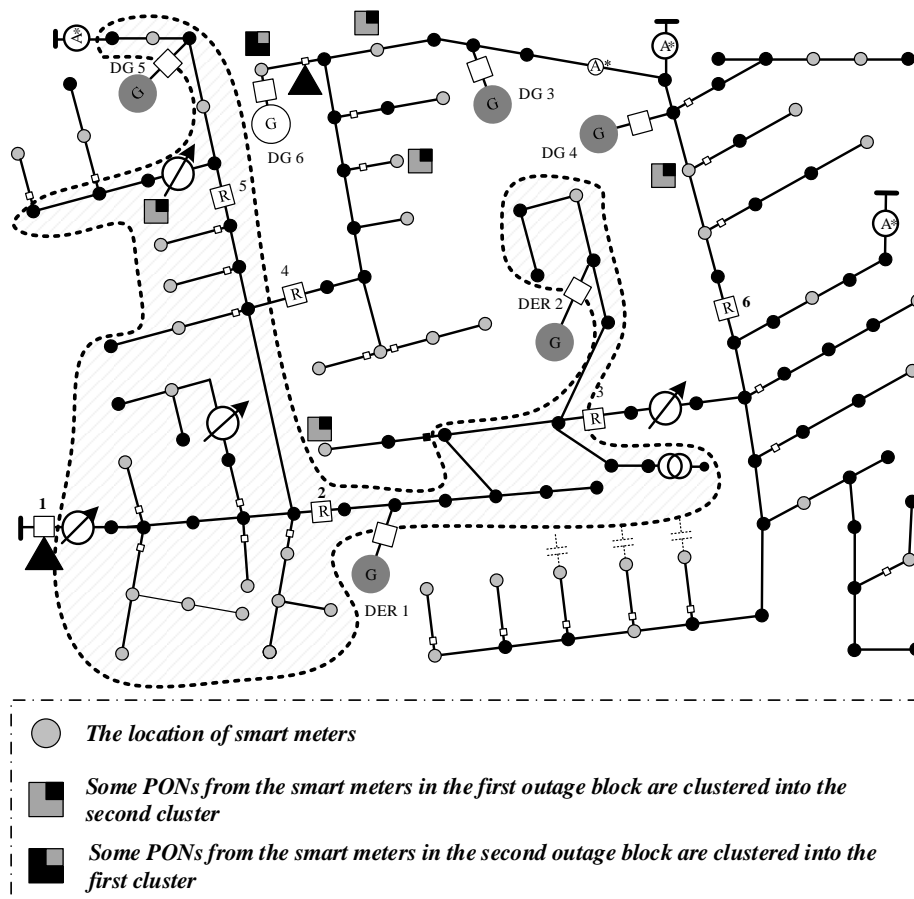 A*
A*
DG 5
G
DG 3
G
G
DG 6
DG 4
G
5
A*
A*
R
4
R
DER 2
R
6
G
3
R
1
2
R
G
DER 1
The location of smart meters
Some PONs from the smart meters in the first outage block are clustered into the
second cluster
Some PONs from the smart meters in the second outage block are clustered into the
first cluster